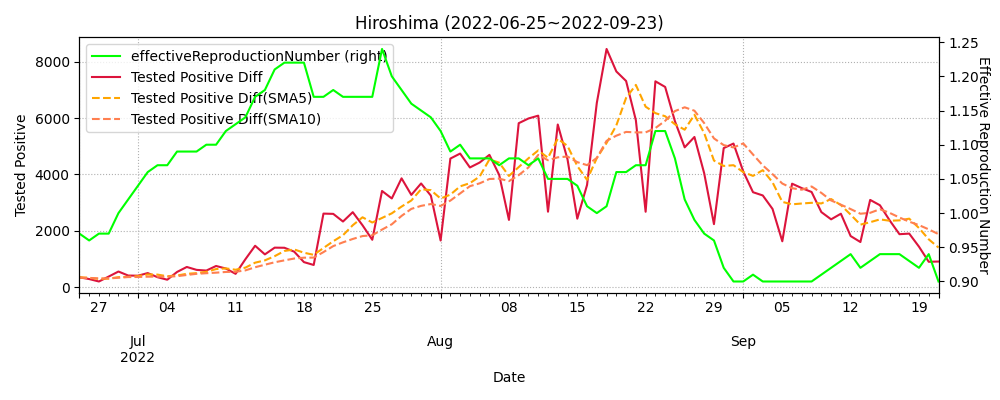 Hiroshima (2022-06-25~2022-09-23)
effectiveReproductionNumber (right)
Tested Positive Diff
Tested Positive Diff(SMA5)
Tested Positive Diff(SMA10)
Tested Positive
8000
6000
4000
2000
0
Effective Reproduction Number
1.25
1.20
1.15
1.10
1.05
1.00
0.95
0.90
27 04 11 18 25 08 15 22 29 05 12 19
Jul Aug Sep
2022
Date